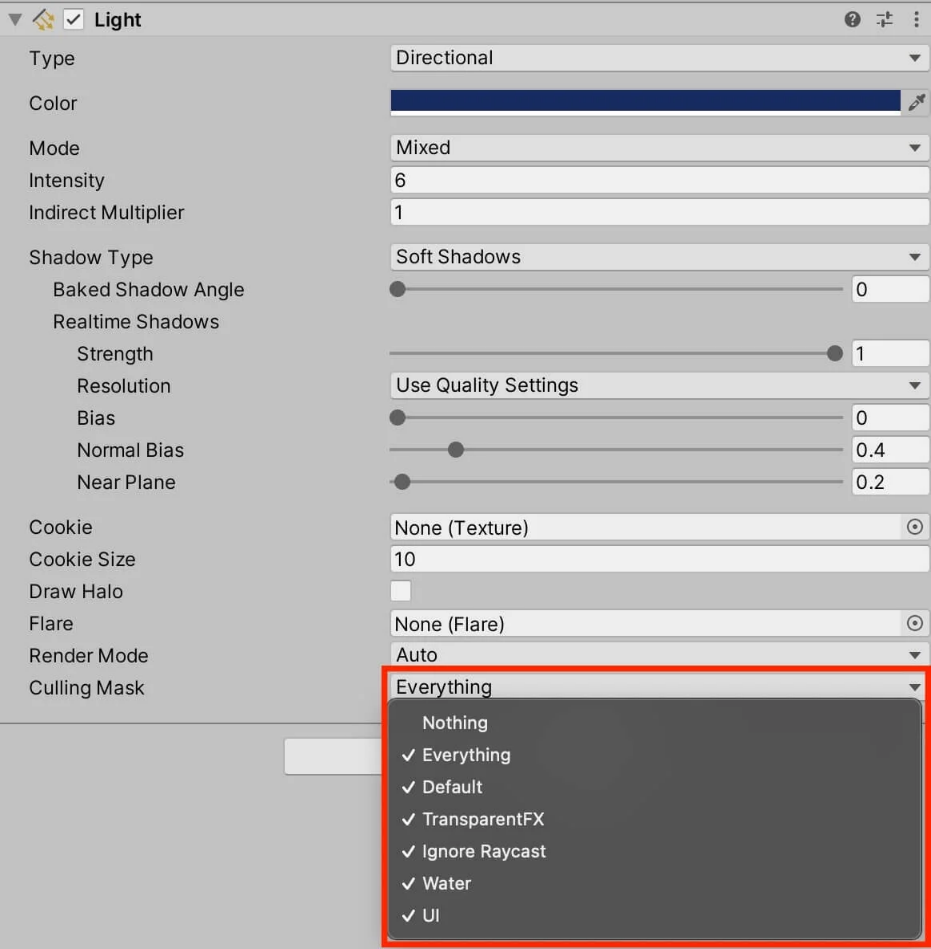 Light
Type Directional
Color
Mode Mixed
Intensity 6
Indirect Multiplier 1
Shadow Type Soft Shadows
Baked Shadow Angle 0
Realtime Shadows
Strength 1
Resolution Use Quality Settings
Bias 0
Normal Bias 0.4
Near Plane 0.2
Cookie None (Texture)
Cookie Size 10
Draw Halo
Flare None (Flare)
Render Mode Auto
Culling Mask Everything
Nothing
Everything
Default
TransparentFX
Ignore Raycast
Water
UI